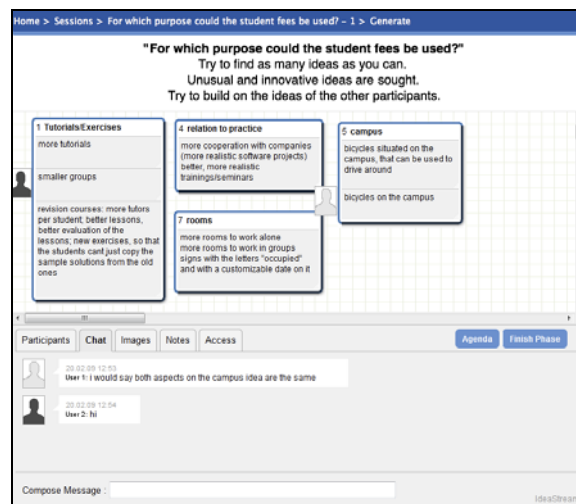 Home > Sessions > For which purpose could the student fees be used? - 1 > Generate
"For which purpose could the student fees be used?"
Try to find as many ideas as you can.
Unusual and innovative ideas are sought.
Try to build on the ideas of the other participants.
1 Tutorials/Exercises
more tutorials
smaller groups
revision courses: more tutors
per student; better lessons,
better evaluation of the
lessons; new exercises, so that
the students cant just copy the
sample solutions from the old
ones
4 relation to practice
more cooperation with companies
(more realistic software projects)
better, more realistic
trainings/seminars
7 rooms
more rooms to work alone
more rooms to work in groups
signs with the letters "occupied"
and with a customizable date on it
5 campus
bicycles situated on the
campus, that can be used to
drive around
bicycles on the campus
Participants Chat Images Notes Access Agenda Finish Phase
20.02.09 12:53
User 1: i would say both aspects on the campus idea are the same
20.02.09 12:54
User 2: hi
Compose Message :
IdeaStream